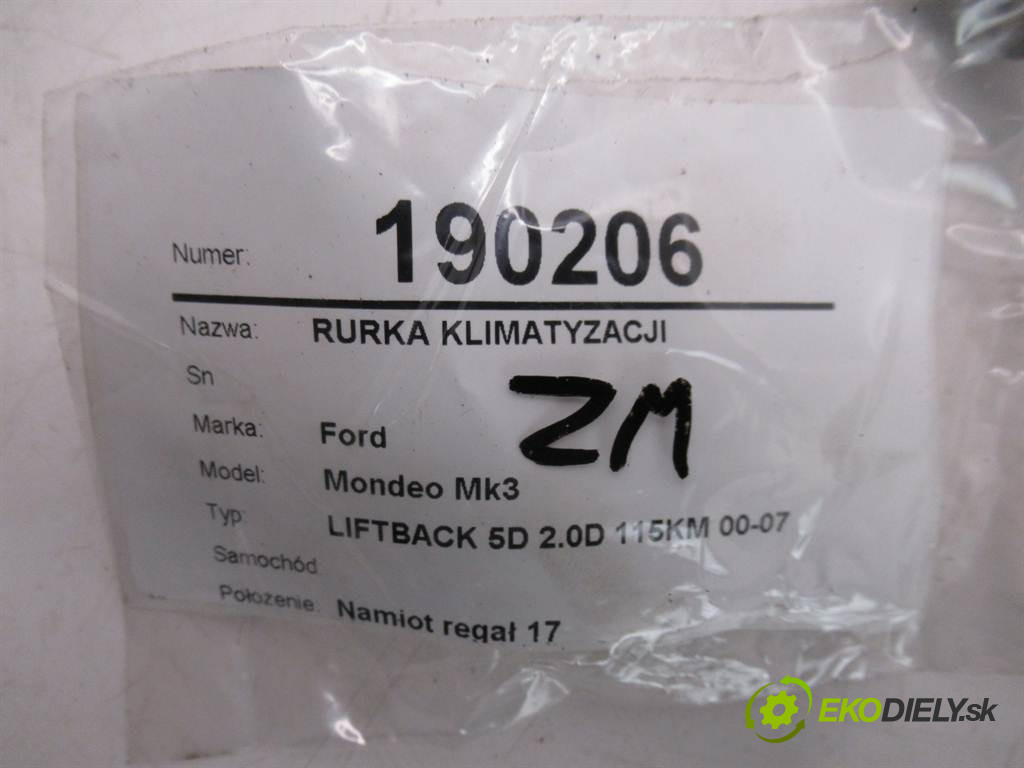 Numer: 190206
Nazwa: RURKA KLIMATYZACJI
Sn
ZM
Marka: Ford
Model: Mondeo Mk3
Typ: LIFTBACK 5D 2.0D 115KM 00-07
Samochód
Położenie: Namiot regał 17
EKODIELY.sk